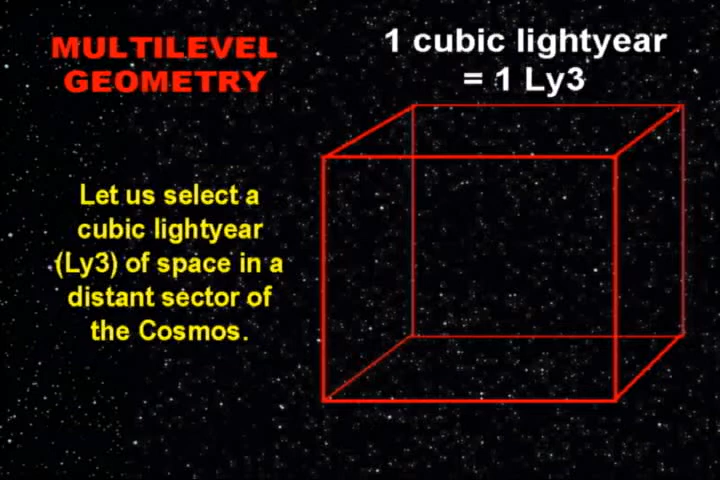 MULTILEVEL
GEOMETRY
1 cubic lightyear
= 1 Ly3
Let us select a
cubic lightyear
(Ly3) of space in a
distant sector of
the Cosmos.